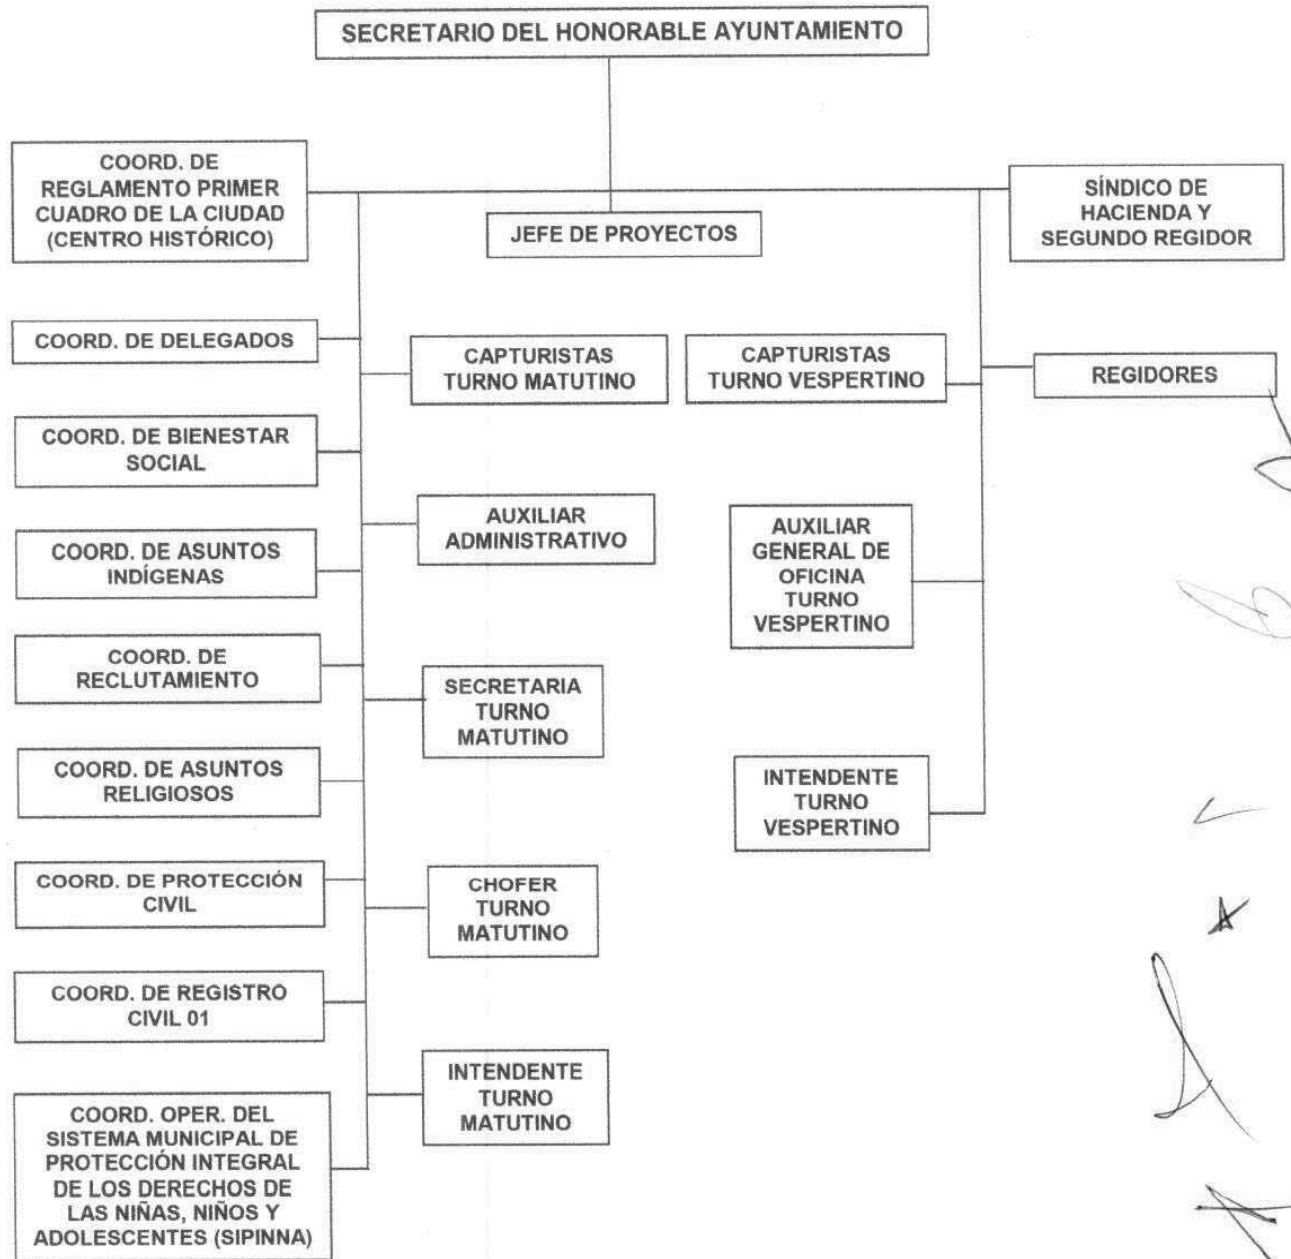 SECRETARIO DEL HONORABLE AYUNTAMIENTO
COORD. DE
REGLAMENTO PRIMER
CUADRO DE LA CIUDAD
(CENTRO HISTÓRICO)
JEFE DE PROYECTOS
SÍNDICO DE
HACIENDA Y
SEGUNDO REGIDOR
COORD. DE DELEGADOS
CAPTURISTAS
TURNO MATUTINO
CAPTURISTAS
TURNO VESPERTINO
REGIDORES
COORD. DE BIENESTAR
SOCIAL
AUXILIAR
ADMINISTRATIVO
AUXILIAR
GENERAL DE
OFICINA
TURNO
VESPERTINO
COORD. DE ASUNTOS
INDÍGENAS
COORD. DE
RECLUTAMIENTO
SECRETARIA
TURNO
MATUTINO
COORD. DE ASUNTOS
RELIGIOSOS
INTENDENTE
TURNO
VESPERTINO
COORD. DE PROTECCIÓN
CIVIL
CHOFER
TURNO
MATUTINO
COORD. DE REGISTRO
CIVIL 01
INTENDENTE
TURNO
MATUTINO
COORD. OPER. DEL
SISTEMA MUNICIPAL DE
PROTECCIÓN INTEGRAL
DE LOS DERECHOS DE
LAS NIÑAS, NIÑOS Y
ADOLESCENTES (SIPINNA)